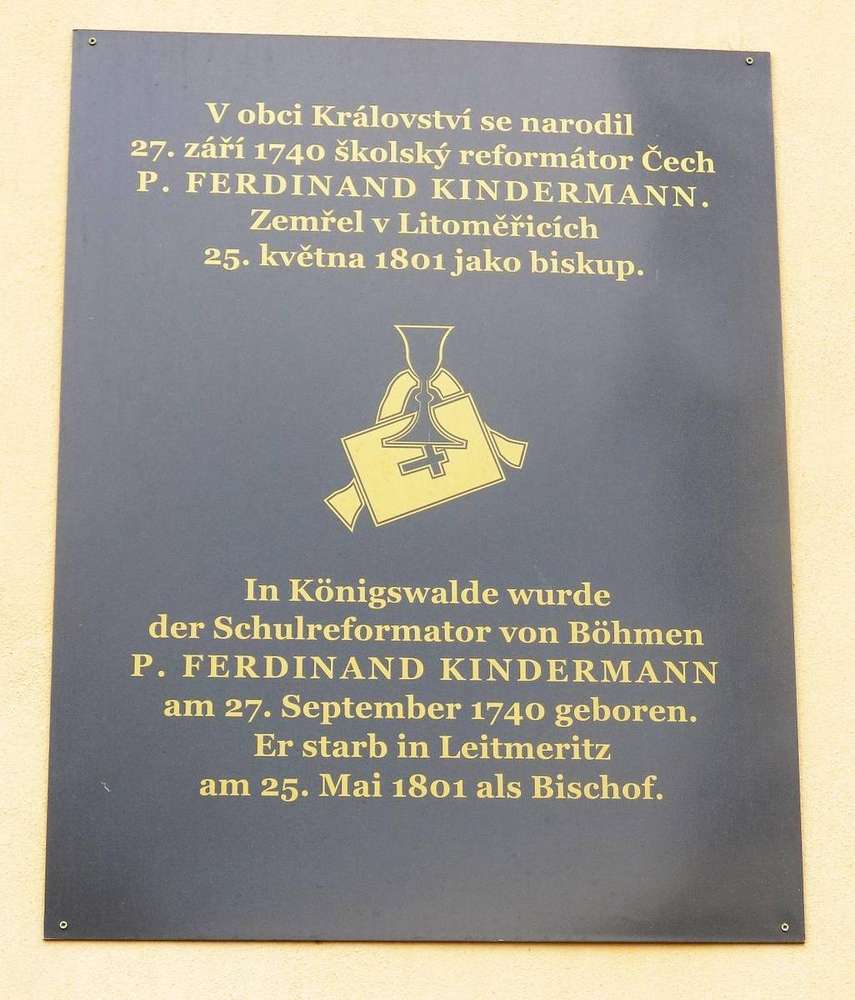 V obci Království se narodil
27. září 1740 školský reformátor Čech
P. FERDINAND KINDERMANN.
Zemřel v Litoměřicích
25. května 1801 jako biskup.
In Königswalde wurde
der Schulreformator von Böhmen
P. FERDINAND KINDERMANN
am 27. September 1740 geboren.
Er starb in Leitmeritz
am 25. Mai 1801 als Bischof.